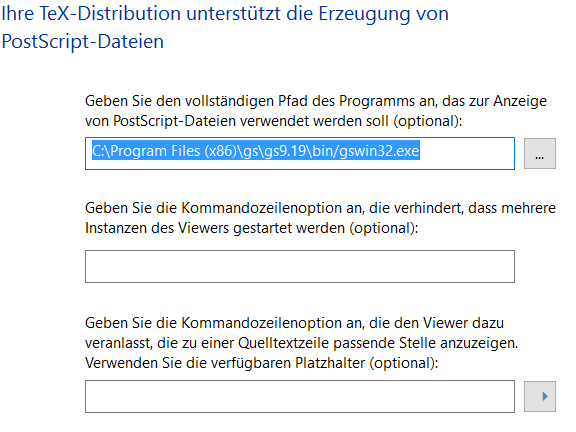 Ihre TeX-Distribution unterstützt die Erzeugung von
PostScript-Dateien
Geben Sie den vollständigen Pfad des Programms an, das zur Anzeige
von PostScript-Dateien verwendet werden soll (optional):
C:\Program Files (x86)\gs\gs9.19\bin/gswin32.exe
...
Geben Sie die Kommandozeilenoption an, die verhindert, dass mehrere
Instanzen des Viewers gestartet werden (optional):
Geben Sie die Kommandozeilenoption an, die den Viewer dazu
veranlasst, die zu einer Quelltextzeile passende Stelle anzuzeigen.
Verwenden Sie die verfügbaren Platzhalter (optional):